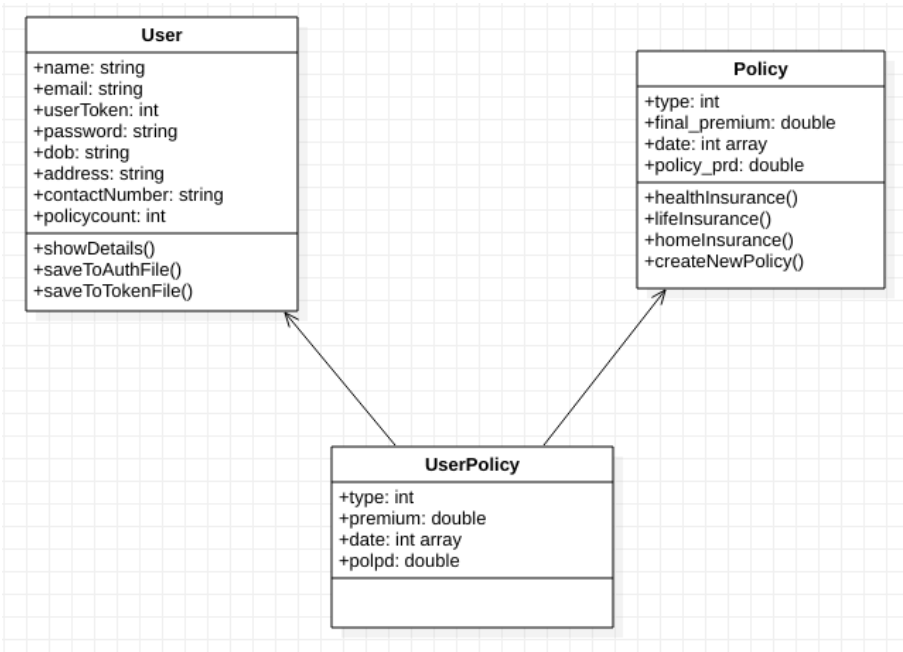 User
+name: string
+email: string
+userToken: int
+password: string
+dob: string
+address: string
+contactNumber: string
+policycount: int
+showDetails()
+saveToAuthFile()
+saveToTokenFile()
Policy
+type: int
+final_premium: double
+date: int array
+policy_prd: double
+healthInsurance()
+lifeInsurance()
+homeInsurance()
+createNewPolicy()
UserPolicy
+type: int
+premium: double
+date: int array
+polpd: double